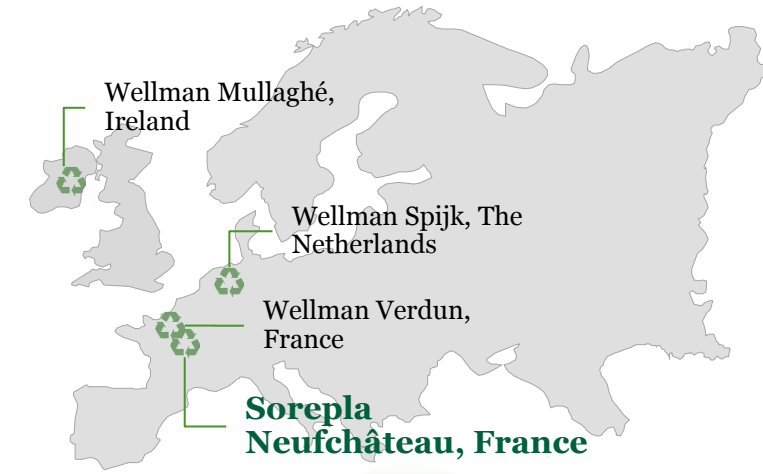 Wellman Mullaghé,
Ireland
Wellman Spijk, The
Netherlands
Wellman Verdun,
France
Sorepla
Neufchâteau, France